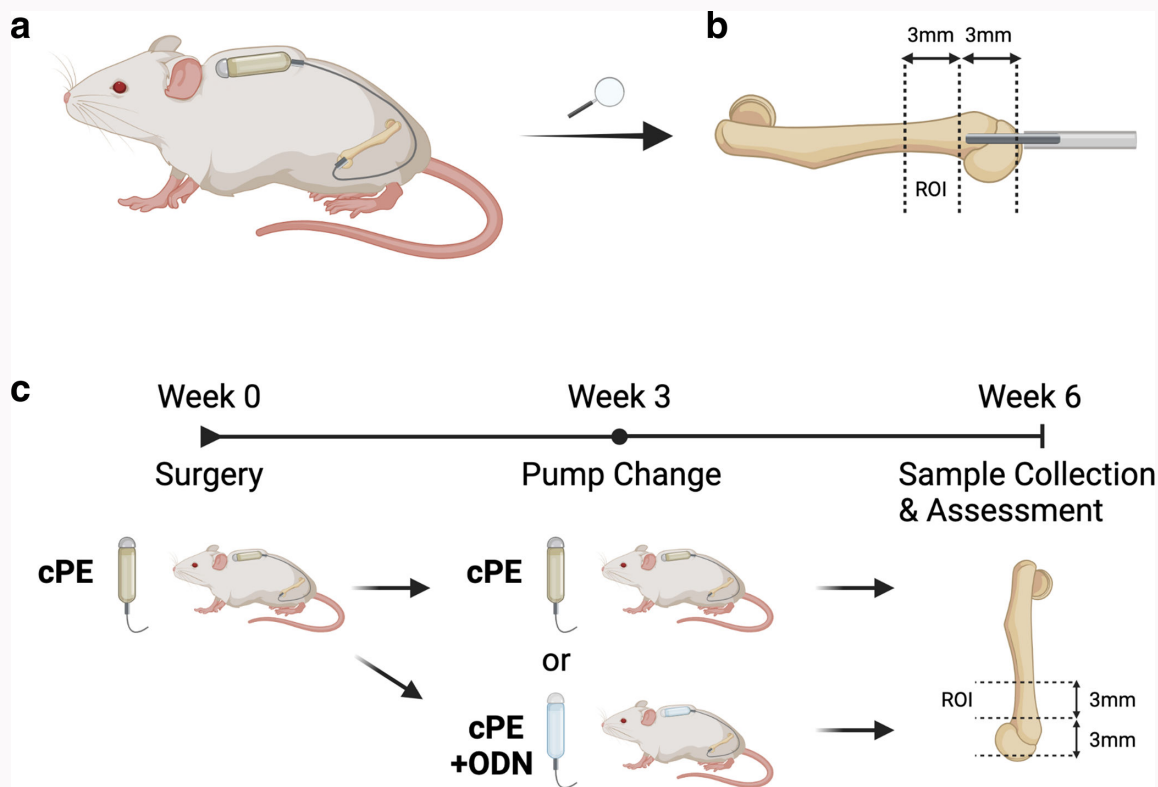 a
b
3mm 3mm
ROI
c
Week 0 Week 3 Week 6
Surgery Pump Change Sample Collection
& Assessment
cPE cPE
or
ROI 3mm
cPE
3mm
+ODN